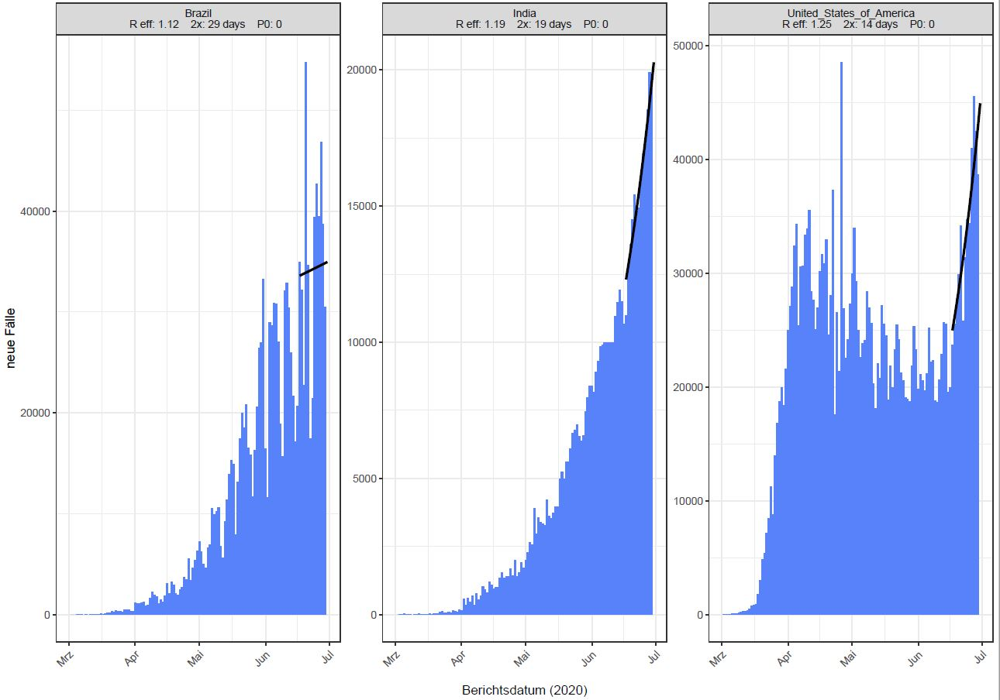 Brazil
R eff: 1.12 2x: 29 days P0: 0
India
R eff: 1.19 2x: 19 days P0: 0
United_States_of_America
R eff: 1.25 2x: 14 days P0: 0
neue Fälle
40000
20000
0
Mrz
Apr
Mai
Jun
Jul
20000
15000
10000
5000
0
Mrz
Apr
Mai
Jun
Jul
50000
40000
30000
20000
10000
0
Mrz
Apr
Mai
Jun
Jul
Berichtsdatum (2020)